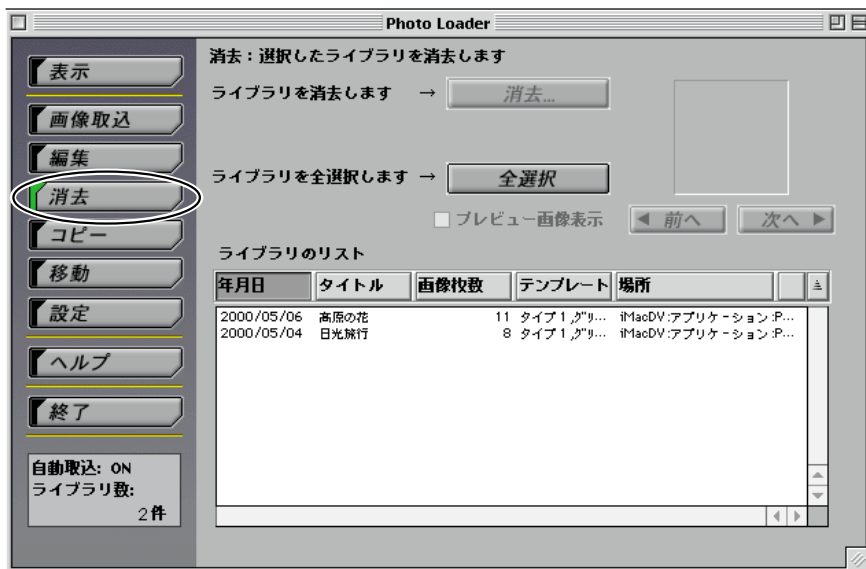 Photo Loader
表示
画像取込
編集
消去
コピー
移動
設定
ヘルプ
終了
自動取込: ON
ライブラリ数:
2件
消去：選択したライブラリを消去します
ライブラリを消去します → 消去...
ライブラリを全選択します → 全選択
プレビュー画像表示 ◀ 前へ 次へ ▶
ライブラリのリスト
年月日 タイトル 画像枚数 テンプレート 場所
2000/05/06 高原の花 11 タイプ1,グリ... iMacDV:アプリケーション:P...
2000/05/04 日光旅行 8 タイプ1,グリ... iMacDV:アプリケーション:P...